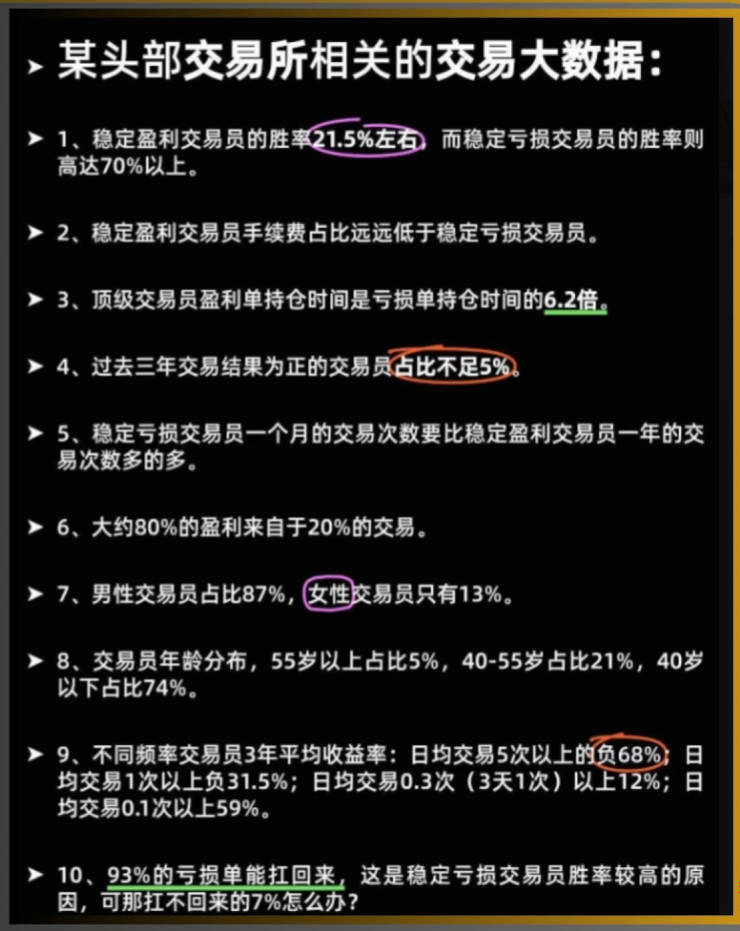 ➤ 某头部交易所相关的交易大数据：
➤ 1、稳定盈利交易员的胜率21.5%左右，而稳定亏损交易员的胜率则
高达70%以上。
➤ 2、稳定盈利交易员手续费占比远远低于稳定亏损交易员。
➤ 3、顶级交易员盈利单持仓时间是亏损单持仓时间的6.2倍。
➤ 4、过去三年交易结果为正的交易员占比不足5%。
➤ 5、稳定亏损交易员一个月的交易次数要比稳定盈利交易员一年的交
易次数多的多。
➤ 6、大约80%的盈利来自于20%的交易。
➤ 7、男性交易员占比87%，女性交易员只有13%。
➤ 8、交易员年龄分布，55岁以上占比5%，40-55岁占比21%，40岁
以下占比74%。
➤ 9、不同频率交易员3年平均收益率：日均交易5次以上的负68%；日
均交易1次以上负31.5%；日均交易0.3次（3天1次）以上12%；日
均交易0.1次以上59%。
➤ 10、93%的亏损单能扛回来，这是稳定亏损交易员胜率较高的原
因，可那扛不回来的7%怎么办？